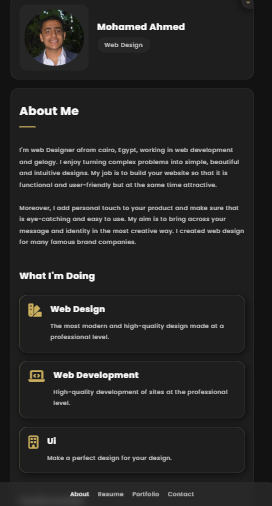 Mohamed Ahmed
Web Design
About Me
I'm web Designer afrom cairo, Egypt, working in web development
and gelogy. I enjoy turning complex problems into simple, beautiful
and intuitive designs. My job is to build your website so that it is
functional and user-friendly but at the same time attractive.
Moreover, I add personal touch to your product and make sure that
is eye-catching and easy to use. My aim is to bring across your
message and identity in the most creative way. I created web design
for many famous brand companies.
What I'm Doing
Web Design
The most modern and high-quality design made at a
professional level.
Web Development
High-quality development of sites at the professional
level.
Ui
Make a perfect design for your design.
About Resume Portfolio Contact